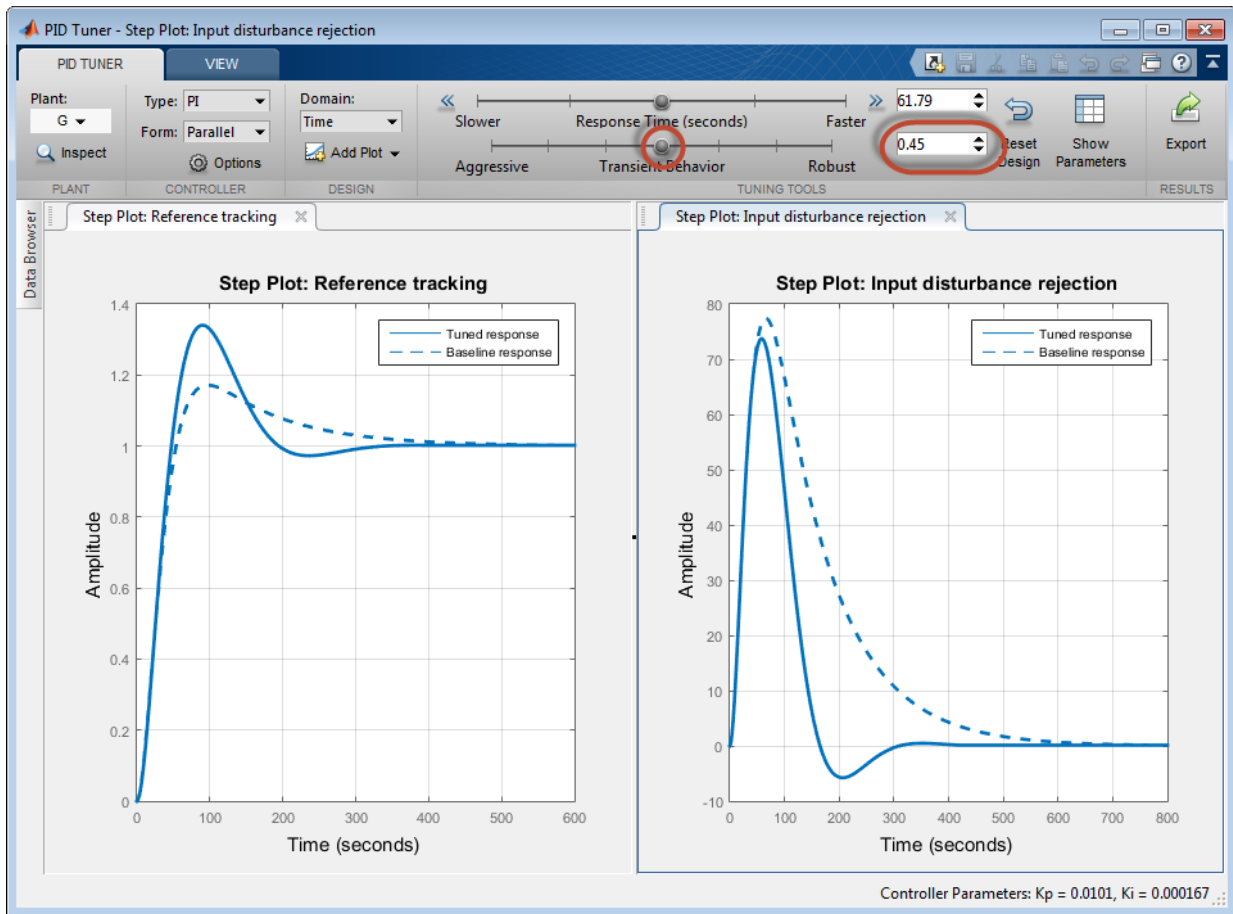 PID Tuner - Step Plot: Input disturbance rejection
PID TUNER VIEW
Plant: Type: PI Domain: 61.79
G Form: Parallel Time Slower Response Time (seconds) Faster
Inspect Options Add Plot 0.45 Reset Design Show Parameters Export
Aggressive Transient Behavior Robust
PLANT CONTROLLER DESIGN TUNING TOOLS RESULTS
Data Browser
Step Plot: Reference tracking
Step Plot: Input disturbance rejection
Step Plot: Reference tracking
Tuned response
Baseline response
1.4
1.2
1
0.8
0.6
0.4
0.2
0
Amplitude
0 100 200 300 400 500 600
Time (seconds)
Step Plot: Input disturbance rejection
Tuned response
Baseline response
80
70
60
50
40
30
20
10
0
-10
Amplitude
0 100 200 300 400 500 600 700 800
Time (seconds)
Controller Parameters: Kp = 0.0101, Ki = 0.000167